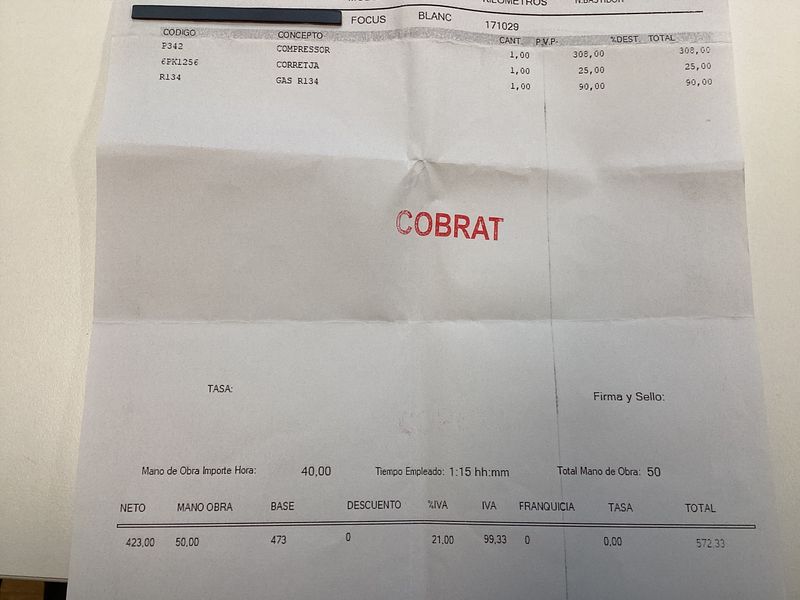 KILOMETROS N.BASTIDOR
FOCUS BLANC 171029
CODIGO CONCEPTO CANT. P.V.P. %DEST. TOTAL
P342 COMPRESSOR 1,00 308,00 308,00
6PK1256 CORRETJA 1,00 25,00 25,00
R134 GAS R134 1,00 90,00 90,00
COBRAT
TASA:
Firma y Sello:
Mano de Obra Importe Hora: 40,00 Tiempo Empleado: 1:15 hh:mm Total Mano de Obra: 50
NETO MANO OBRA BASE DESCUENTO %IVA IVA FRANQUICIA TASA TOTAL
423,00 50,00 473 0 21,00 99,33 0 0,00 572,33